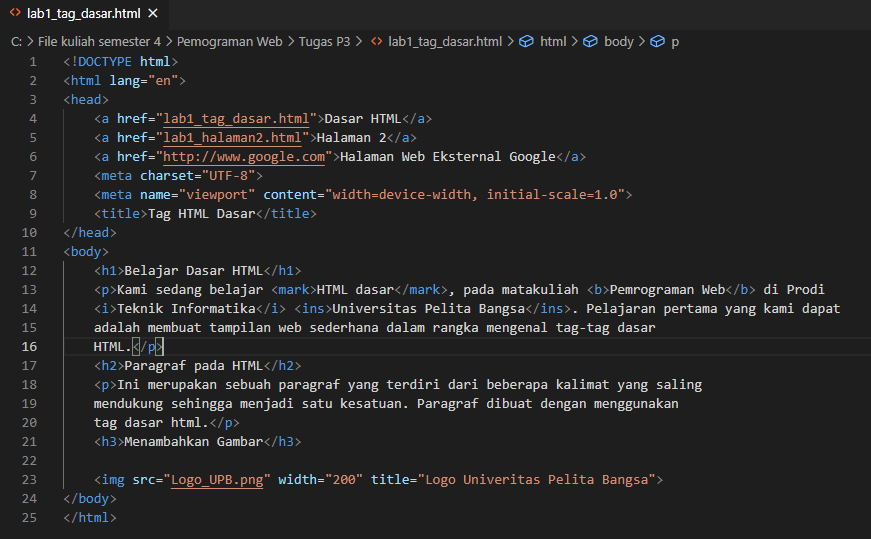 lab1_tag_dasar.html
C: > File kuliah semester 4 > Pemograman Web > Tugas P3 > lab1_tag_dasar.html > html > body > p
1 <!DOCTYPE html>
2 <html lang="en">
3 <head>
4 <a href="lab1_tag_dasar.html">Dasar HTML</a>
5 <a href="lab1_halaman2.html">Halaman 2</a>
6 <a href="http://www.google.com">Halaman Web Eksternal Google</a>
7 <meta charset="UTF-8">
8 <meta name="viewport" content="width=device-width, initial-scale=1.0">
9 <title>Tag HTML Dasar</title>
10 </head>
11 <body>
12 <h1>Belajar Dasar HTML</h1>
13 <p>Kami sedang belajar <mark>HTML dasar</mark>, pada matakuliah <b>Pemrograman Web</b> di Prodi
14 <i>Teknik Informatika</i> <ins>Universitas Pelita Bangsa</ins>. Pelajaran pertama yang kami dapat
15 adalah membuat tampilan web sederhana dalam rangka mengenal tag-tag dasar
16 HTML.</p>
17 <h2>Paragraf pada HTML</h2>
18 <p>Ini merupakan sebuah paragraf yang terdiri dari beberapa kalimat yang saling
19 mendukung sehingga menjadi satu kesatuan. Paragraf dibuat dengan menggunakan
20 tag dasar html.</p>
21 <h3>Menambahkan Gambar</h3>
22
23 <img src="Logo_UPB.png" width="200" title="Logo Univeritas Pelita Bangsa">
24 </body>
25 </html>